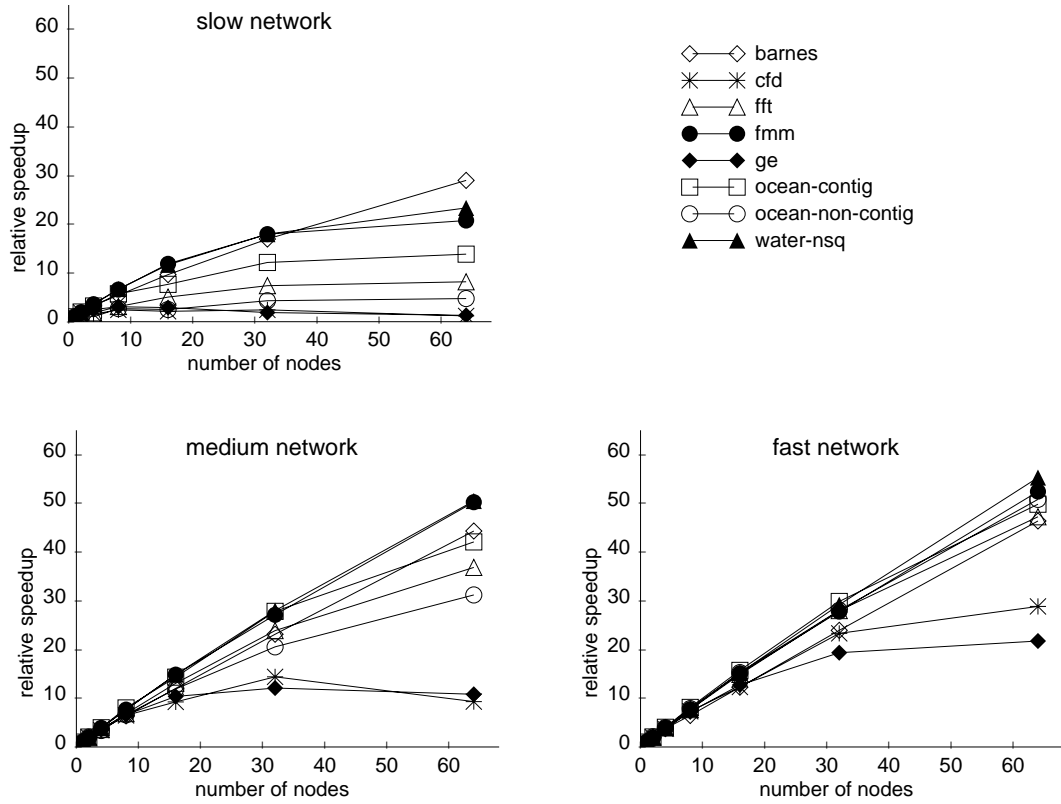 slow network
60
50
40
30
20
10
0
relative speedup
0 10 20 30 40 50 60
number of nodes
barnes
cfd
fft
fmm
ge
ocean-contig
ocean-non-contig
water-nsq
medium network
60
50
40
30
20
10
0
relative speedup
0 10 20 30 40 50 60
number of nodes
fast network
60
50
40
30
20
10
0
relative speedup
0 10 20 30 40 50 60
number of nodes